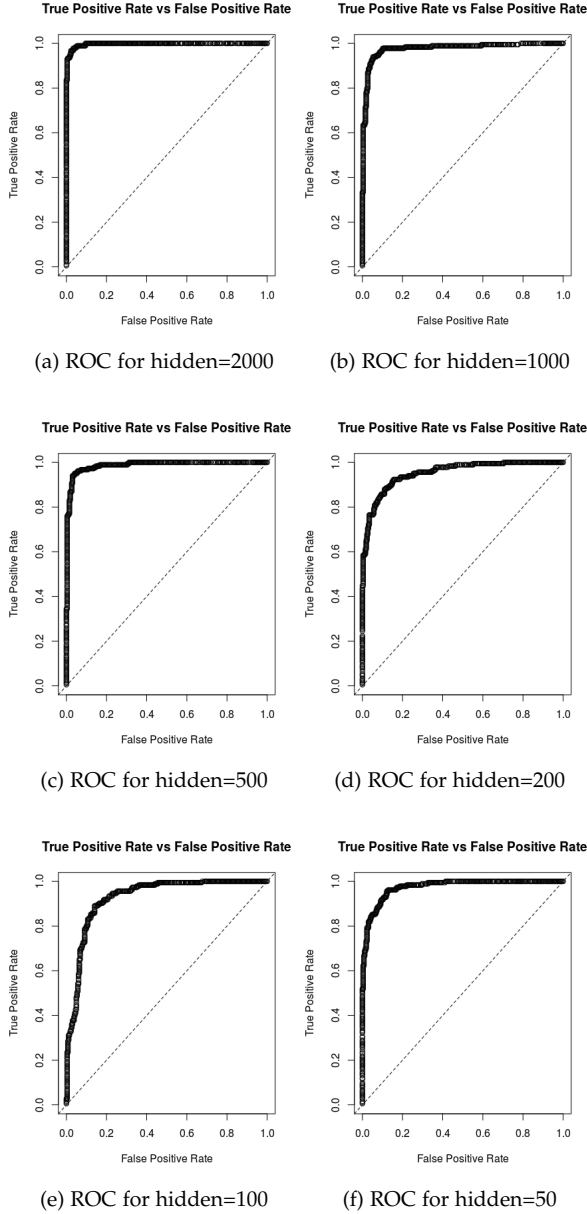 True Positive Rate vs False Positive Rate
True Positive Rate
0.0 0.2 0.4 0.6 0.8 1.0
0.0 0.2 0.4 0.6 0.8 1.0
False Positive Rate
(a) ROC for hidden=2000
True Positive Rate vs False Positive Rate
True Positive Rate
0.0 0.2 0.4 0.6 0.8 1.0
0.0 0.2 0.4 0.6 0.8 1.0
False Positive Rate
(b) ROC for hidden=1000
True Positive Rate vs False Positive Rate
True Positive Rate
0.0 0.2 0.4 0.6 0.8 1.0
0.0 0.2 0.4 0.6 0.8 1.0
False Positive Rate
(c) ROC for hidden=500
True Positive Rate vs False Positive Rate
True Positive Rate
0.0 0.2 0.4 0.6 0.8 1.0
0.0 0.2 0.4 0.6 0.8 1.0
False Positive Rate
(d) ROC for hidden=200
True Positive Rate vs False Positive Rate
True Positive Rate
0.0 0.2 0.4 0.6 0.8 1.0
0.0 0.2 0.4 0.6 0.8 1.0
False Positive Rate
(e) ROC for hidden=100
True Positive Rate vs False Positive Rate
True Positive Rate
0.0 0.2 0.4 0.6 0.8 1.0
0.0 0.2 0.4 0.6 0.8 1.0
False Positive Rate
(f) ROC for hidden=50